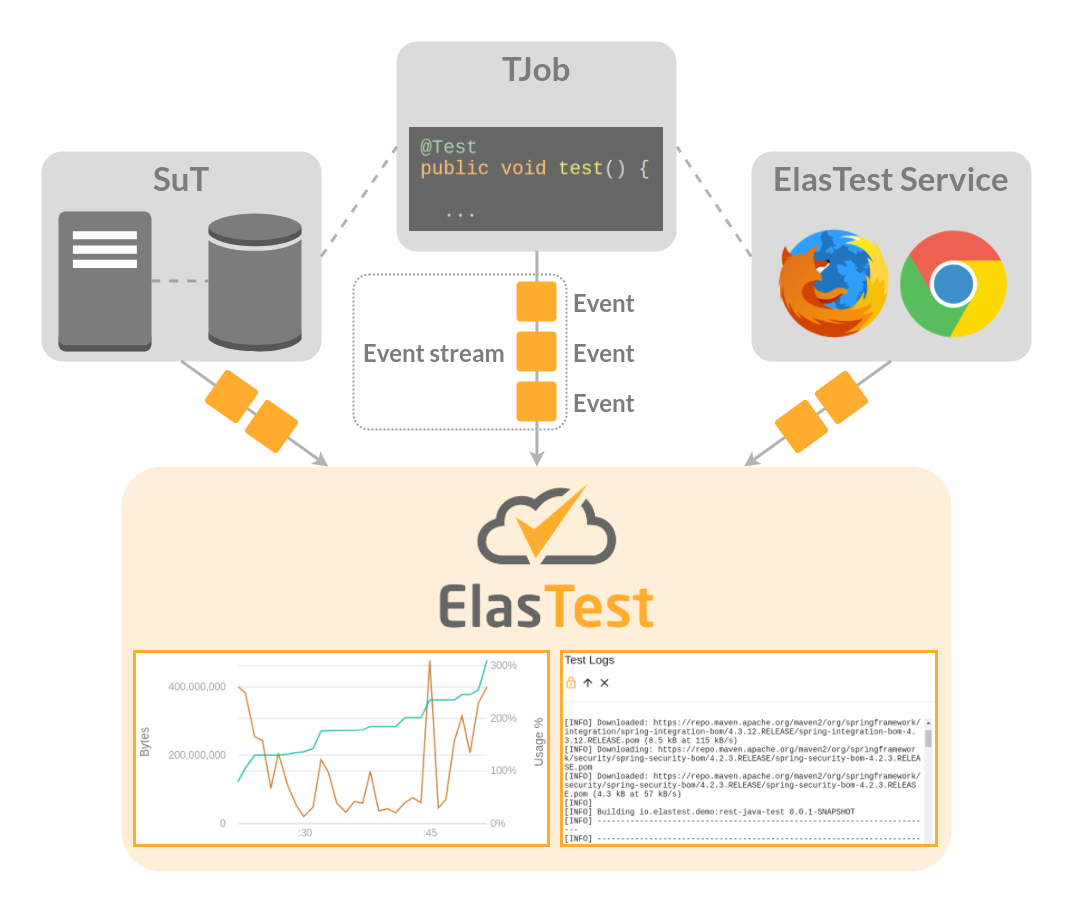 TJob
@Test
public void test() {
...
SuT
ElasTest Service
Event
Event stream
Event
Event
ElasTest
400,000,000
200,000,000
0
Bytes
300%
200%
100%
0%
Usage %
:30
:45
Test Logs
[INFO] Downloaded: https://repo.maven.apache.org/maven2/org/springframework/
integration/spring-integration-bom/4.3.12.RELEASE/spring-integration-bom-4.
3.12.RELEASE.pom (8.5 kB at 115 kB/s)
[INFO] Downloading: https://repo.maven.apache.org/maven2/org/springframewor
k/security/spring-security-bom/4.2.3.RELEASE/spring-security-bom-4.2.3.RELEA
SE.pom
[INFO] Downloaded: https://repo.maven.apache.org/maven2/org/springframework/
security/spring-security-bom/4.2.3.RELEASE/spring-security-bom-4.2.3.RELEAS
E.pom (4.3 kB at 57 kB/s)
[INFO]
[INFO] Building io.elastest.demo:rest-java-test 0.0.1-SNAPSHOT
[INFO] ------------------------------------------------------------------------
---
[INFO] ------------------------------------------------------------------------